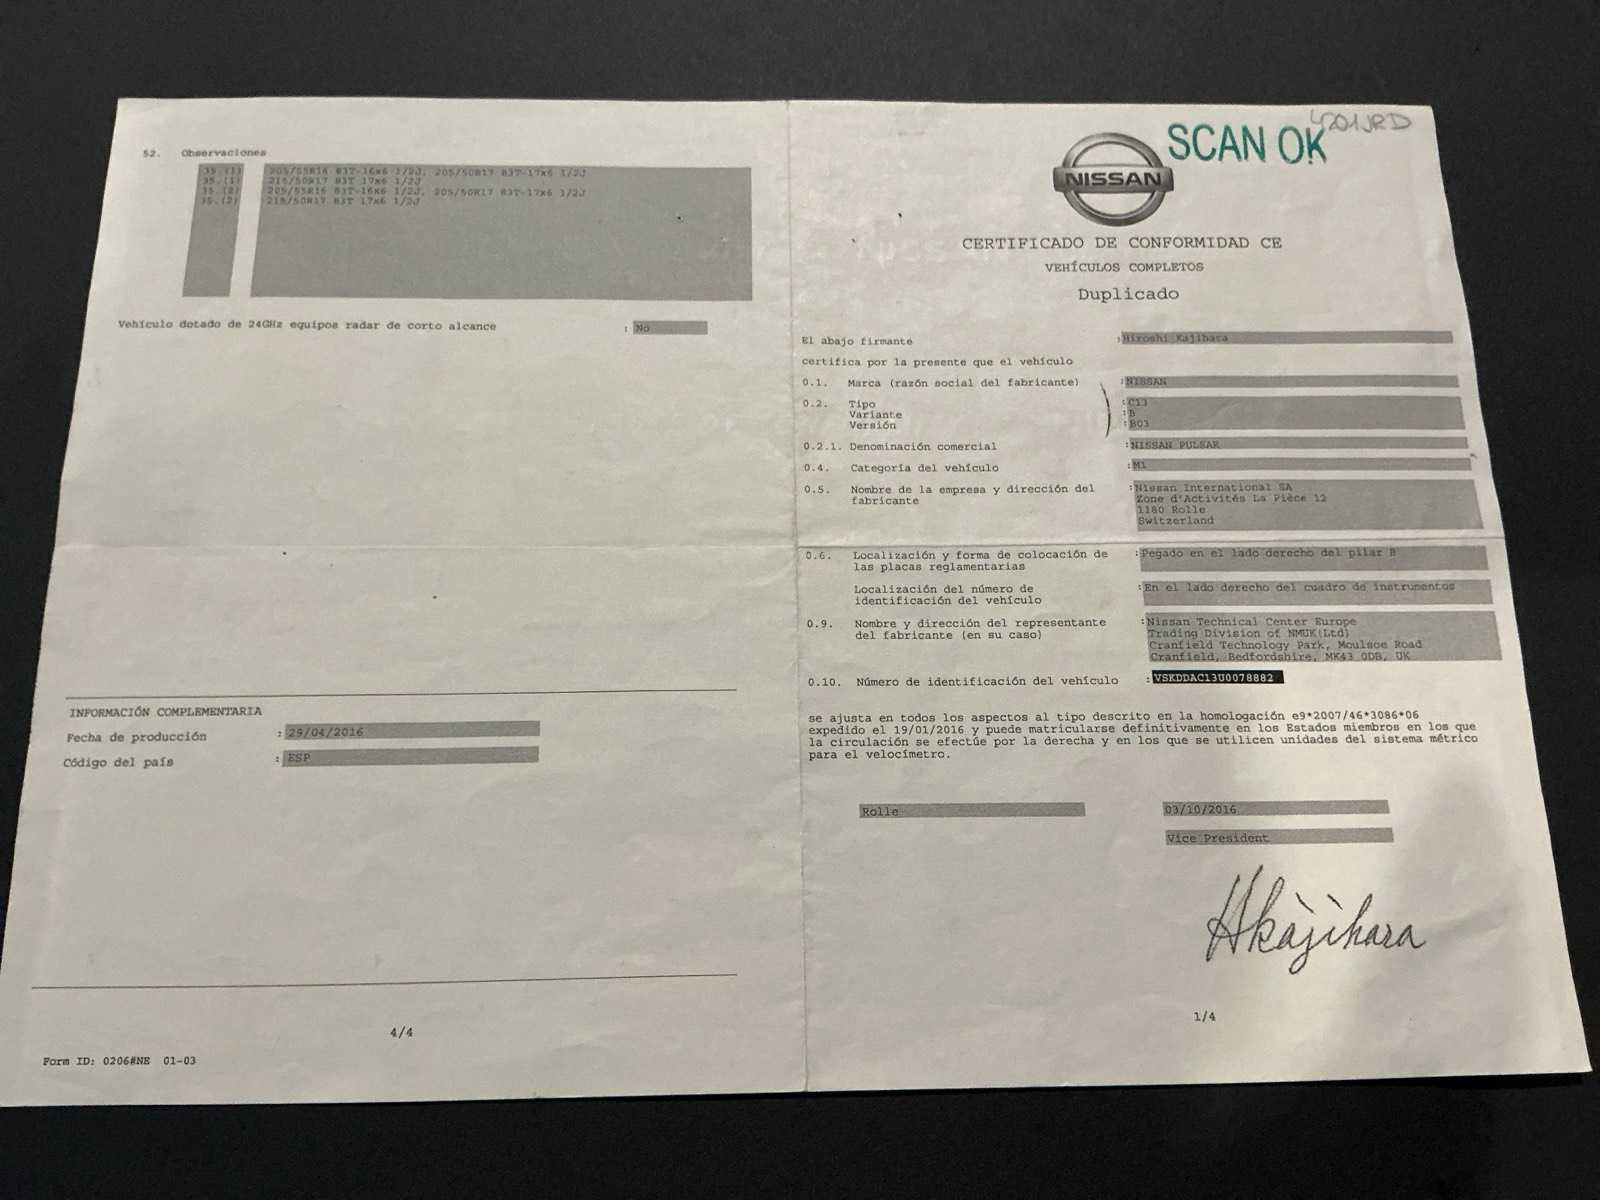 52. Observaciones
35.(1) 205/55R16 83T-16x6 1/2J, 205/50R17 83T-17x6 1/2J
35.(1) 215/50R17 83T 17x6 1/2J
35.(2) 205/55R16 83T-16x6 1/2J, 205/50R17 83T-17x6 1/2J
35.(2) 215/50R17 83T 17x6 1/2J
Vehículo dotado de 24GHz equipos radar de corto alcance : No
INFORMACIÓN COMPLEMENTARIA
Fecha de producción : 29/04/2016
Código del país : ESP
4/4
Form ID: 0206#NE 01-03
4201JRD
SCAN OK
NISSAN
CERTIFICADO DE CONFORMIDAD CE
VEHÍCULOS COMPLETOS
Duplicado
El abajo firmante : Hiroshi Kajihara
certifica por la presente que el vehículo
0.1. Marca (razón social del fabricante) : NISSAN
0.2. Tipo : C13
Variante : B
Versión : B03
0.2.1. Denominación comercial : NISSAN PULSAR
0.4. Categoría del vehículo : M1
0.5. Nombre de la empresa y dirección del : Nissan International SA
fabricante Zone d'Activités La Pièce 12
1180 Rolle
Switzerland
0.6. Localización y forma de colocación de : Pegado en el lado derecho del pilar B
las placas reglamentarias
Localización del número de : En el lado derecho del cuadro de instrumentos
identificación del vehículo
0.9. Nombre y dirección del representante : Nissan Technical Center Europe
del fabricante (en su caso) Trading Division of NMUK(Ltd)
Cranfield Technology Park, Moulsoe Road
Cranfield, Bedfordshire, MK43 0DB, UK
0.10. Número de identificación del vehículo : VSKDDAC13U0078882
se ajusta en todos los aspectos al tipo descrito en la homologación e9*2007/46*3086*06
expedido el 19/01/2016 y puede matricularse definitivamente en los Estados miembros en los que
la circulación se efectúe por la derecha y en los que se utilicen unidades del sistema métrico
para el velocímetro.
Rolle 03/10/2016
Vice President
HKajihara
1/4